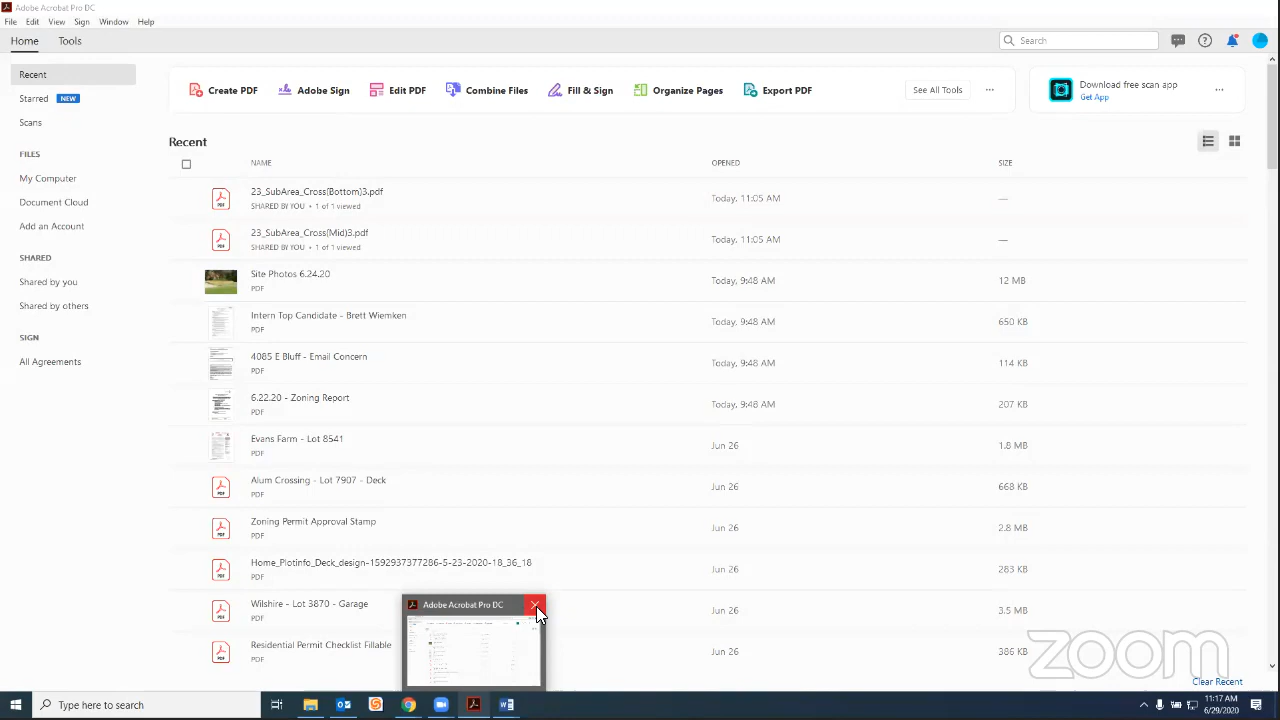 Adobe Acrobat Pro DC
File Edit View Sign Window Help
Home Tools
Search
Recent
Starred NEW
Scans
FILES
My Computer
Document Cloud
Add an Account
SHARED
Shared by you
Shared by others
SIGN
All Agreements
Create PDF Adobe Sign Edit PDF Combine Files Fill & Sign Organize Pages Export PDF See All Tools ...
Download free scan app ...
Get App
Recent
NAME OPENED SIZE
23_SubArea_Cross(Bottom)3.pdf Today, 11:05 AM —
SHARED BY YOU • 1 of 1 viewed
23_SubArea_Cross(Mid)3.pdf Today, 11:05 AM —
SHARED BY YOU • 1 of 1 viewed
Site Photos 6.24.20 Today, 9:48 AM 12 MB
PDF
Intern Top Candidate - Brett Today, 9:48 AM KB
PDF
4085 E Bluff - Email Concern Today, 9:48 AM KB
PDF
6.22.20 - Zoning Report Today, 9:48 AM KB
PDF
Evans Farm - Lot 8341 Jun 26 1.8 MB
PDF
Alum Crossing - Lot 7907 - Deck Jun 26 668 KB
PDF
Zoning Permit Approval Stamp Jun 26 2.8 MB
PDF
Home_Plotinfo_Deck_design-1592937377286-5-23-2020-18_36_18 Jun 26 283 KB
PDF
Wilshire - Lot 3870 - Garage Jun 26 3.5 MB
PDF
Residential Permit Checklist Fillable Jun 26 386 KB
PDF
Adobe Acrobat Pro DC
zoom
Clear Recent
Type here to search
11:17 AM
6/29/2020